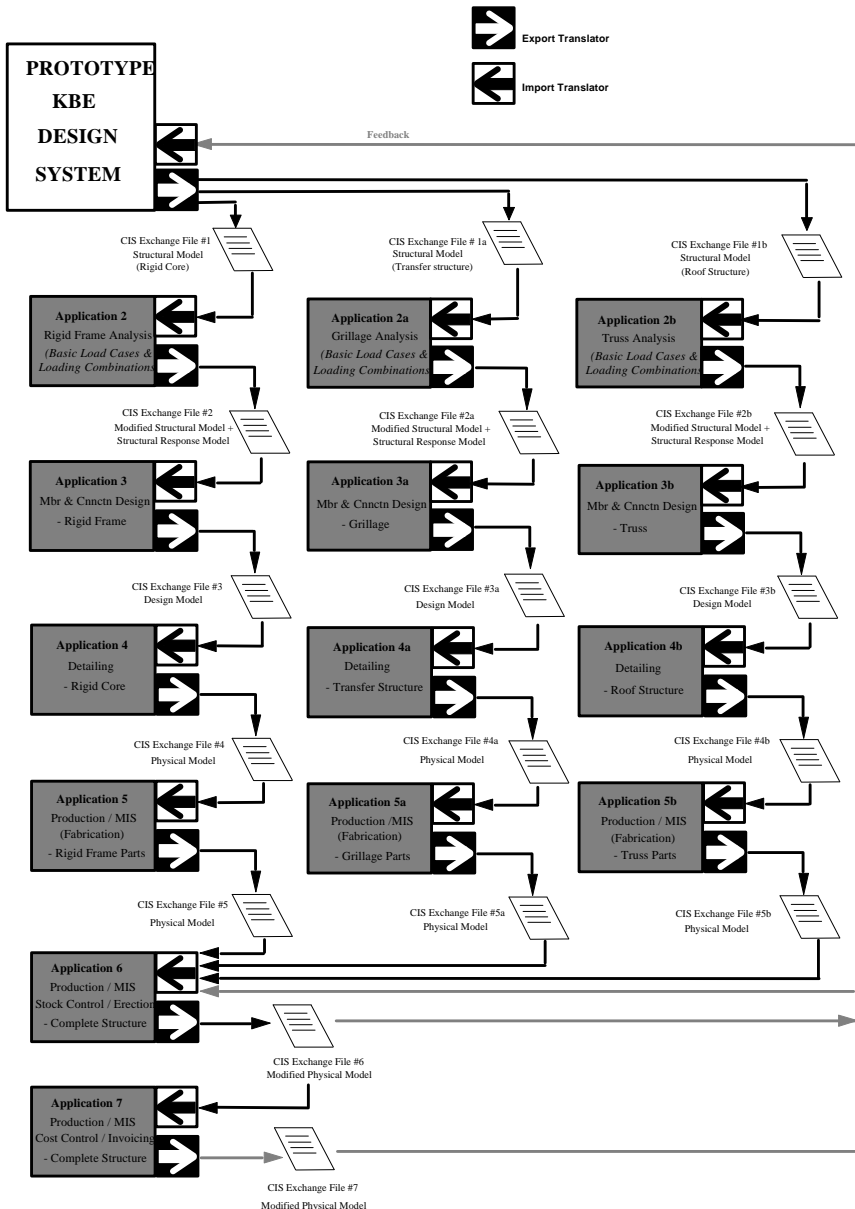 Export Translator
Import Translator
PROTOTYPE
KBE
DESIGN
SYSTEM
Feedback
CIS Exchange File #1
Structural Model
(Rigid Core)
CIS Exchange File # 1a
Structural Model
(Transfer structure)
CIS Exchange File #1b
Structural Model
(Roof Structure)
Application 2
Rigid Frame Analysis
(Basic Load Cases &
Loading Combinations
Application 2a
Grillage Analysis
(Basic Load Cases &
Loading Combinations
Application 2b
Truss Analysis
(Basic Load Cases &
Loading Combinations
CIS Exchange File #2
Modified Structural Model +
Structural Response Model
CIS Exchange File #2a
Modified Structural Model +
Structural Response Model
CIS Exchange File #2b
Modified Structural Model +
Structural Response Model
Application 3
Mbr & Cnnctn Design
- Rigid Frame
Application 3a
Mbr & Cnnctn Design
- Grillage
Application 3b
Mbr & Cnnctn Design
- Truss
CIS Exchange File #3
Design Model
CIS Exchange File #3a
Design Model
CIS Exchange File #3b
Design Model
Application 4
Detailing
- Rigid Core
Application 4a
Detailing
- Transfer Structure
Application 4b
Detailing
- Roof Structure
CIS Exchange File #4
Physical Model
CIS Exchange File #4a
Physical Model
CIS Exchange File #4b
Physical Model
Application 5
Production / MIS
(Fabrication)
- Rigid Frame Parts
Application 5a
Production /MIS
(Fabrication)
- Grillage Parts
Application 5b
Production / MIS
(Fabrication)
- Truss Parts
CIS Exchange File #5
Physical Model
CIS Exchange File #5a
Physical Model
CIS Exchange File #5b
Physical Model
Application 6
Production / MIS
Stock Control / Erection
- Complete Structure
CIS Exchange File #6
Modified Physical Model
Application 7
Production / MIS
Cost Control / Invoicing
- Complete Structure
CIS Exchange File #7
Modified Physical Model